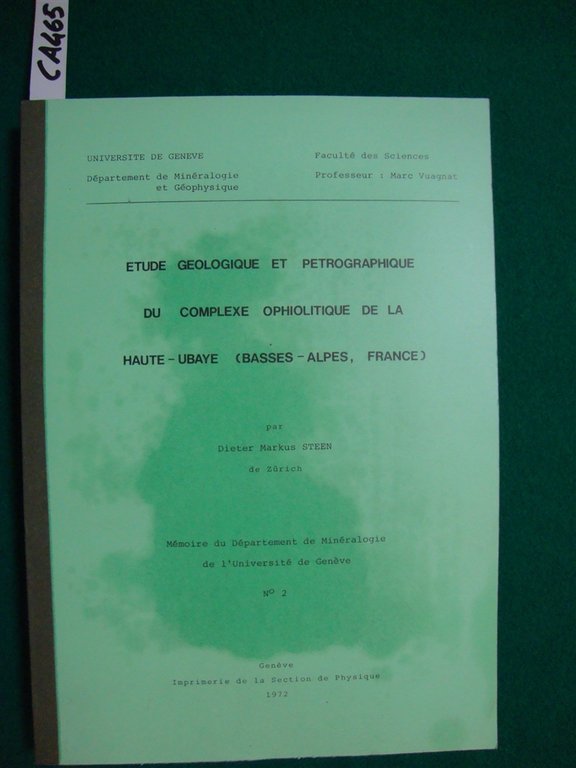 CA465
UNIVERSITE DE GENEVE
Faculté des Sciences
Département de Minéralogie
et Géophysique
Professeur : Marc Vuagnat
ETUDE GEOLOGIQUE ET PETROGRAPHIQUE
DU COMPLEXE OPHIOLITIQUE DE LA
HAUTE-UBAYE (BASSES-ALPES, FRANCE)
par
Dieter Markus STEEN
de Zürich
Mémoire du Département de Minéralogie
de l'Université de Genève
Nº 2
Genève
Imprimerie de la Section de Physique
1972